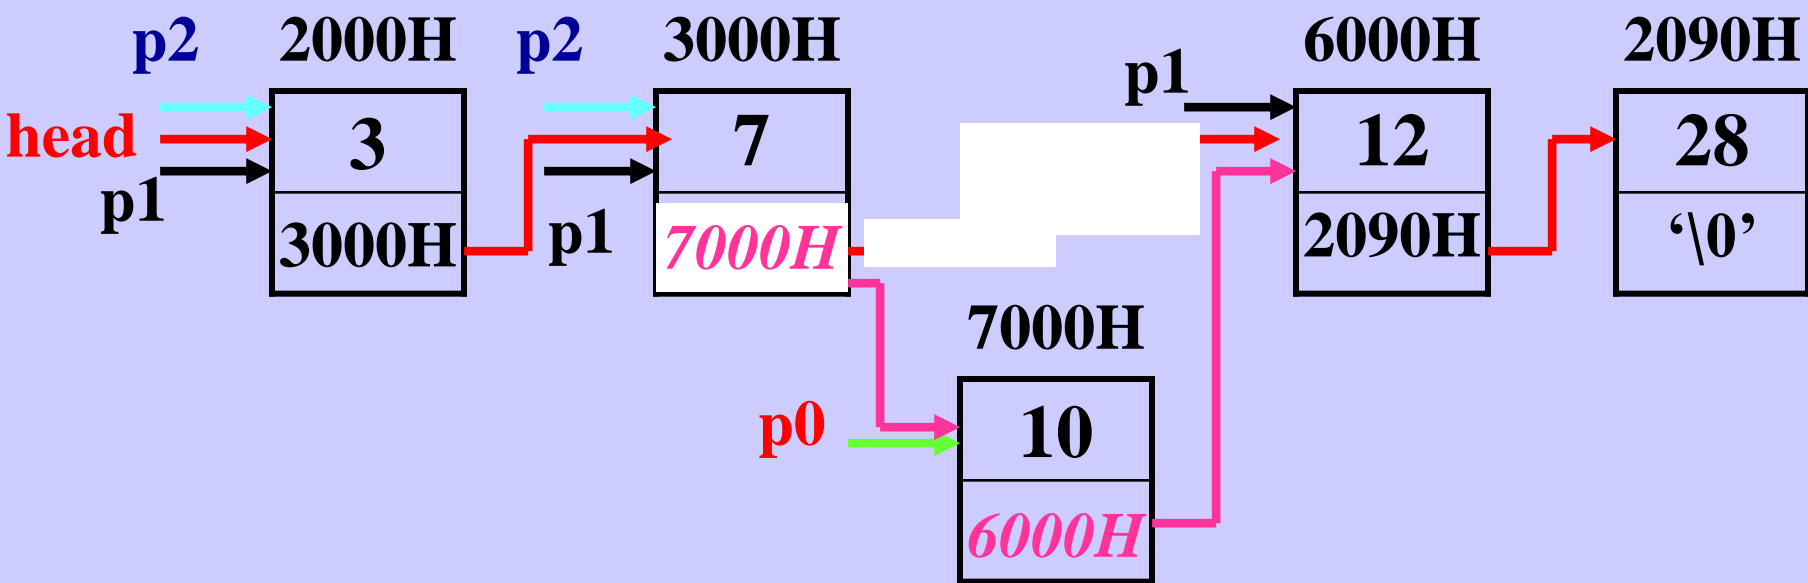 p2 2000H p2 3000H 6000H 2090H
p1
head 3 7 12 28
p1 3000H p1 7000H 2090H ‘\0’
7000H
p0 10
6000H